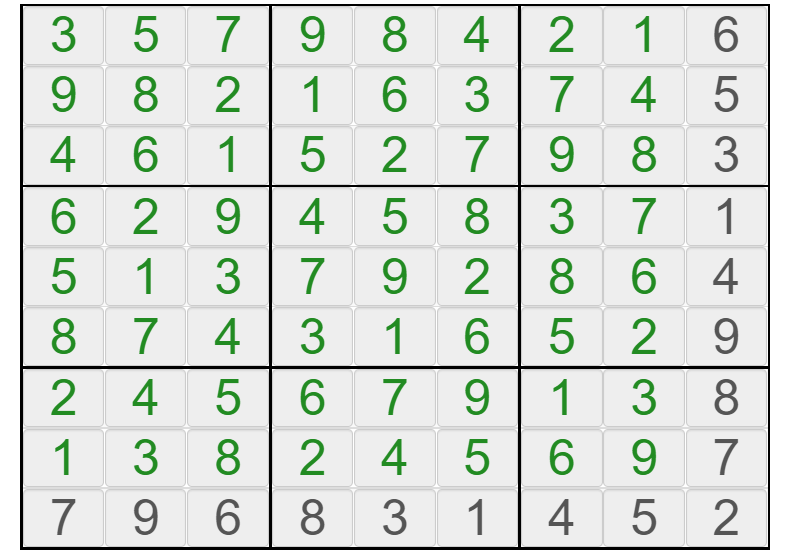 3 5 7 9 8 4 2 1 6
9 8 2 1 6 3 7 4 5
4 6 1 5 2 7 9 8 3
6 2 9 4 5 8 3 7 1
5 1 3 7 9 2 8 6 4
8 7 4 3 1 6 5 2 9
2 4 5 6 7 9 1 3 8
1 3 8 2 4 5 6 9 7
7 9 6 8 3 1 4 5 2